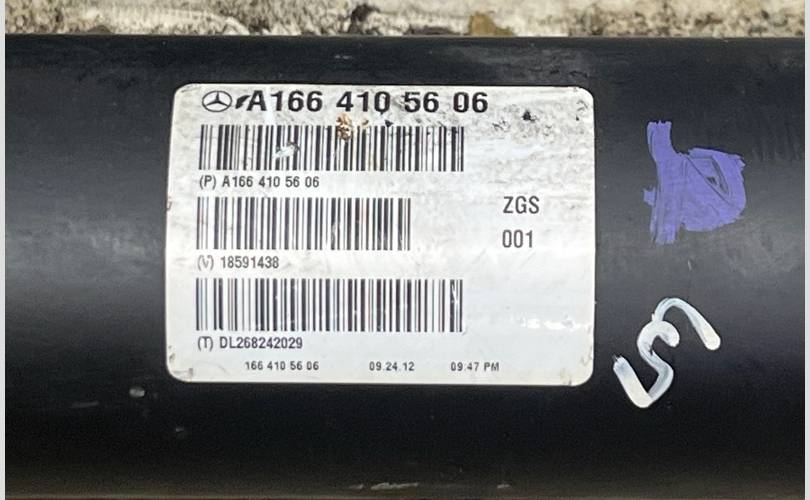 A166 410 56 06
(P) A166 410 56 06
ZGS
001
(V) 18591438
(T) DL268242029
166 410 56 06 09.24.12 09:47 PM